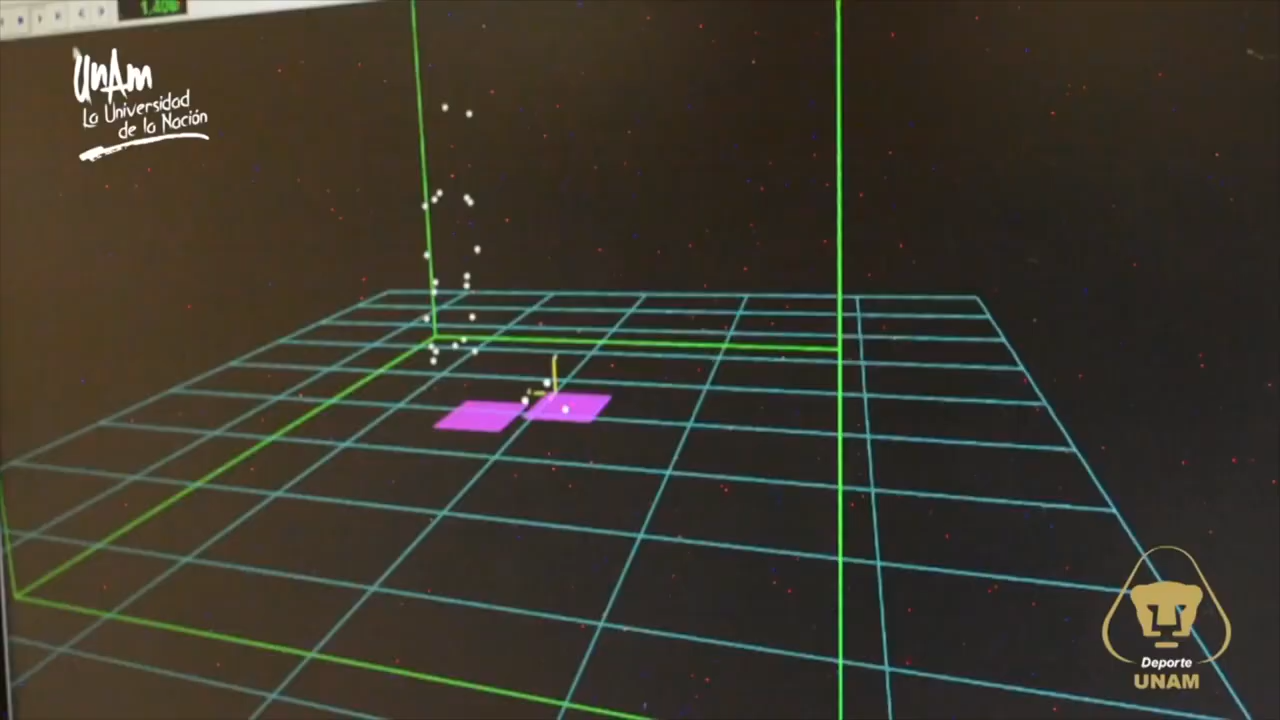 UnAm
La Universidad
de la Nación
Deporte
UNAM